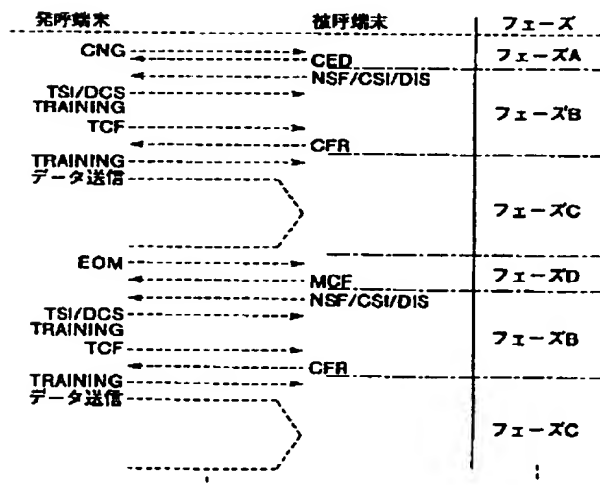 発呼端末 被呼端末 フェーズ
CNG フェーズA
CED
NSF/CSI/DIS
TSI/DCS
TRAINING フェーズB
TCF
CFR
TRAINING
データ送信
フェーズC
EOM
フェーズD
MCF
NSF/CSI/DIS
TSI/DCS
TRAINING
フェーズB
TCF
CFR
TRAINING
データ送信
フェーズC